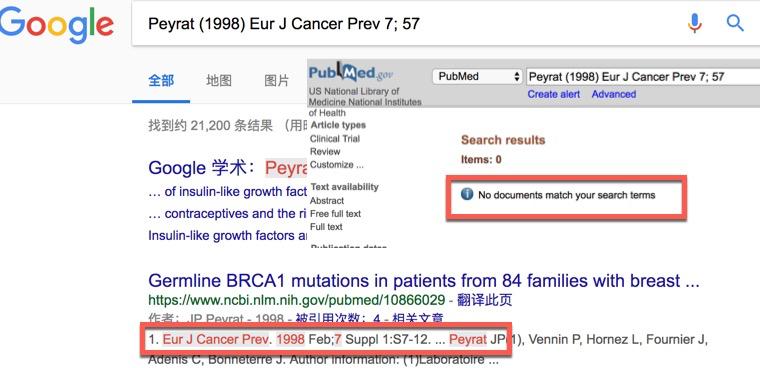 Google
Peyrat (1998) Eur J Cancer Prev 7; 57
全部
地图
图片
找到约 21,200 条结果 （用
Google 学术：Peyra
… of insulin-like growth fact
… contraceptives and the ri
Insulin-like growth factors a
PubMed.gov
US National Library of
Medicine National Institutes
of Health
PubMed
Peyrat (1998) Eur J Cancer Prev 7; 57
Create alert
Advanced
Article types
Clinical Trial
Review
Customize ...
Text availability
Abstract
Free full text
Full text
Publication dates
Search results
Items: 0
No documents match your search terms
Germline BRCA1 mutations in patients from 84 families with breast ...
https://www.ncbi.nlm.nih.gov/pubmed/10866029 - 翻译此页
作者：JP Peyrat - 1998 - 被引用次数：4 - 相关文章
1. Eur J Cancer Prev. 1998 Feb;7 Suppl 1:S7-12. ... Peyrat JP(1), Vennin P, Hornez L, Fournier J,
Adenis C, Bonneterre J. Author information: (1)Laboratoire ...